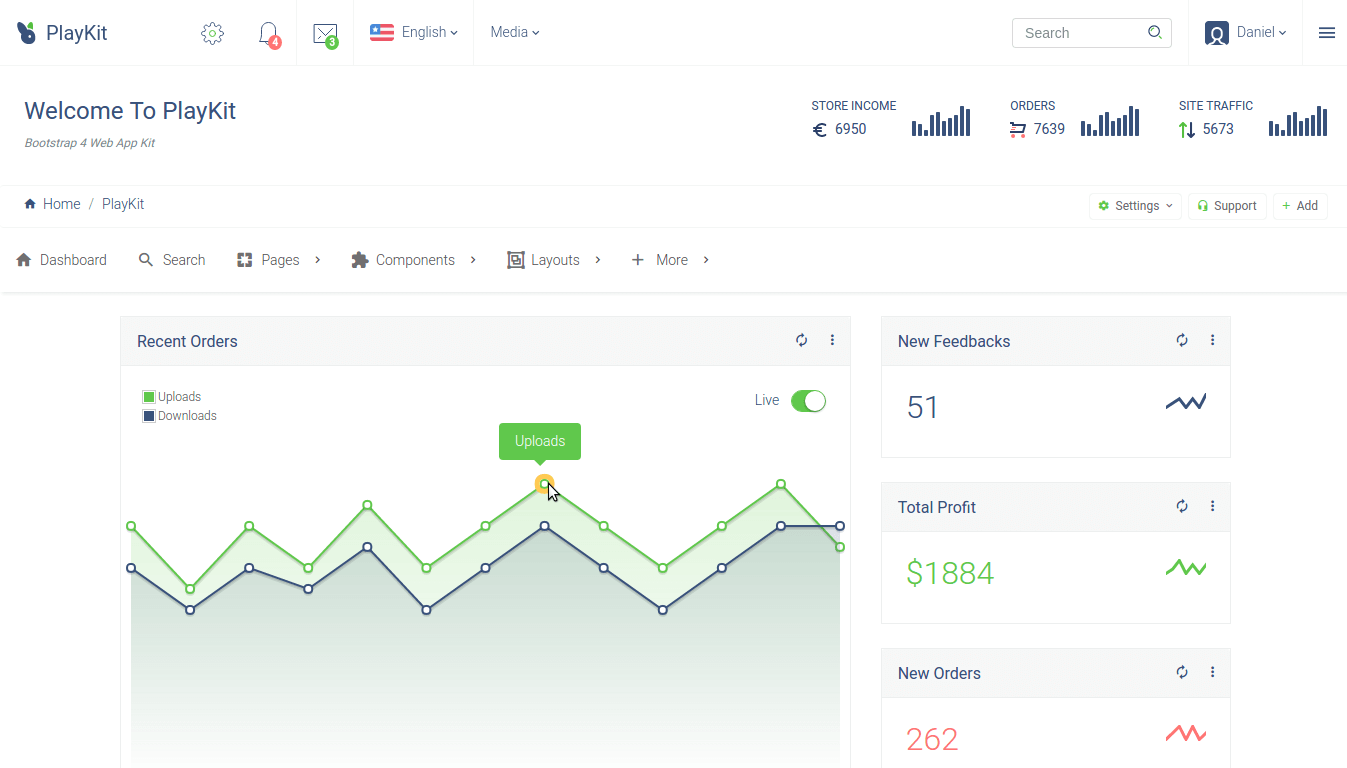 PlayKit
4
3
English
Media
Search
Daniel
Welcome To PlayKit
Bootstrap 4 Web App Kit
STORE INCOME
6950
ORDERS
7639
SITE TRAFFIC
5673
Home / PlayKit
Settings
Support
+ Add
Dashboard
Search
Pages
Components
Layouts
More
Recent Orders
Uploads
Downloads
Live
Uploads
New Feedbacks
51
Total Profit
$1884
New Orders
262